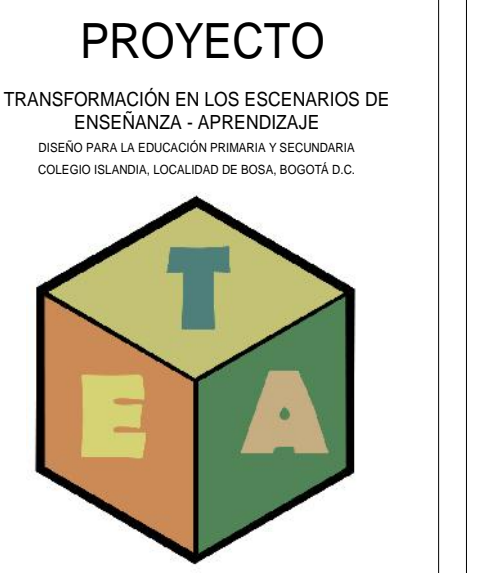 PROYECTO
TRANSFORMACIÓN EN LOS ESCENARIOS DE
ENSEÑANZA - APRENDIZAJE
DISEÑO PARA LA EDUCACIÓN PRIMARIA Y SECUNDARIA
COLEGIO ISLANDIA, LOCALIDAD DE BOSA, BOGOTÁ D.C.
T
E A